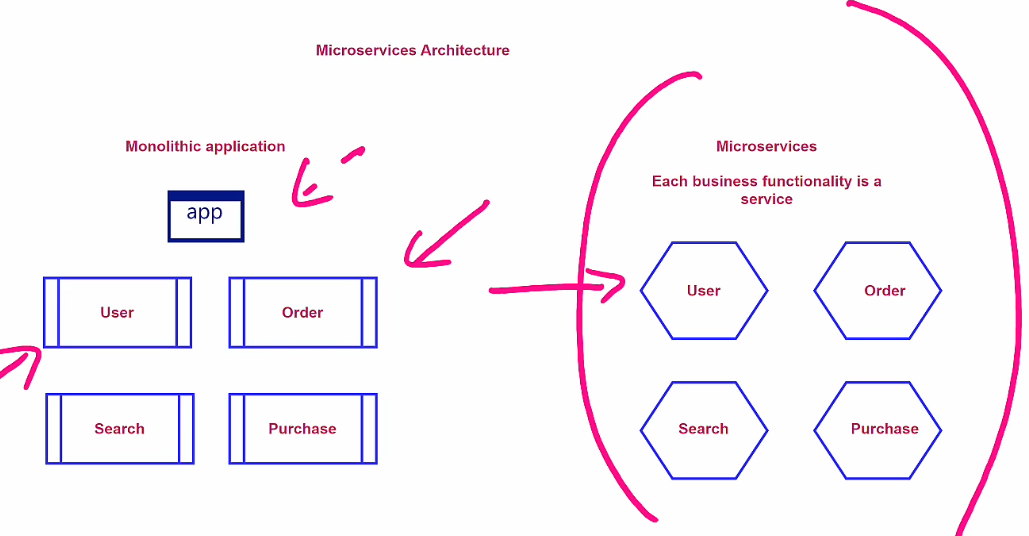 Microservices Architecture
Monolithic application
app
User
Order
Search
Purchase
Microservices
Each business functionality is a
service
User
Order
Search
Purchase